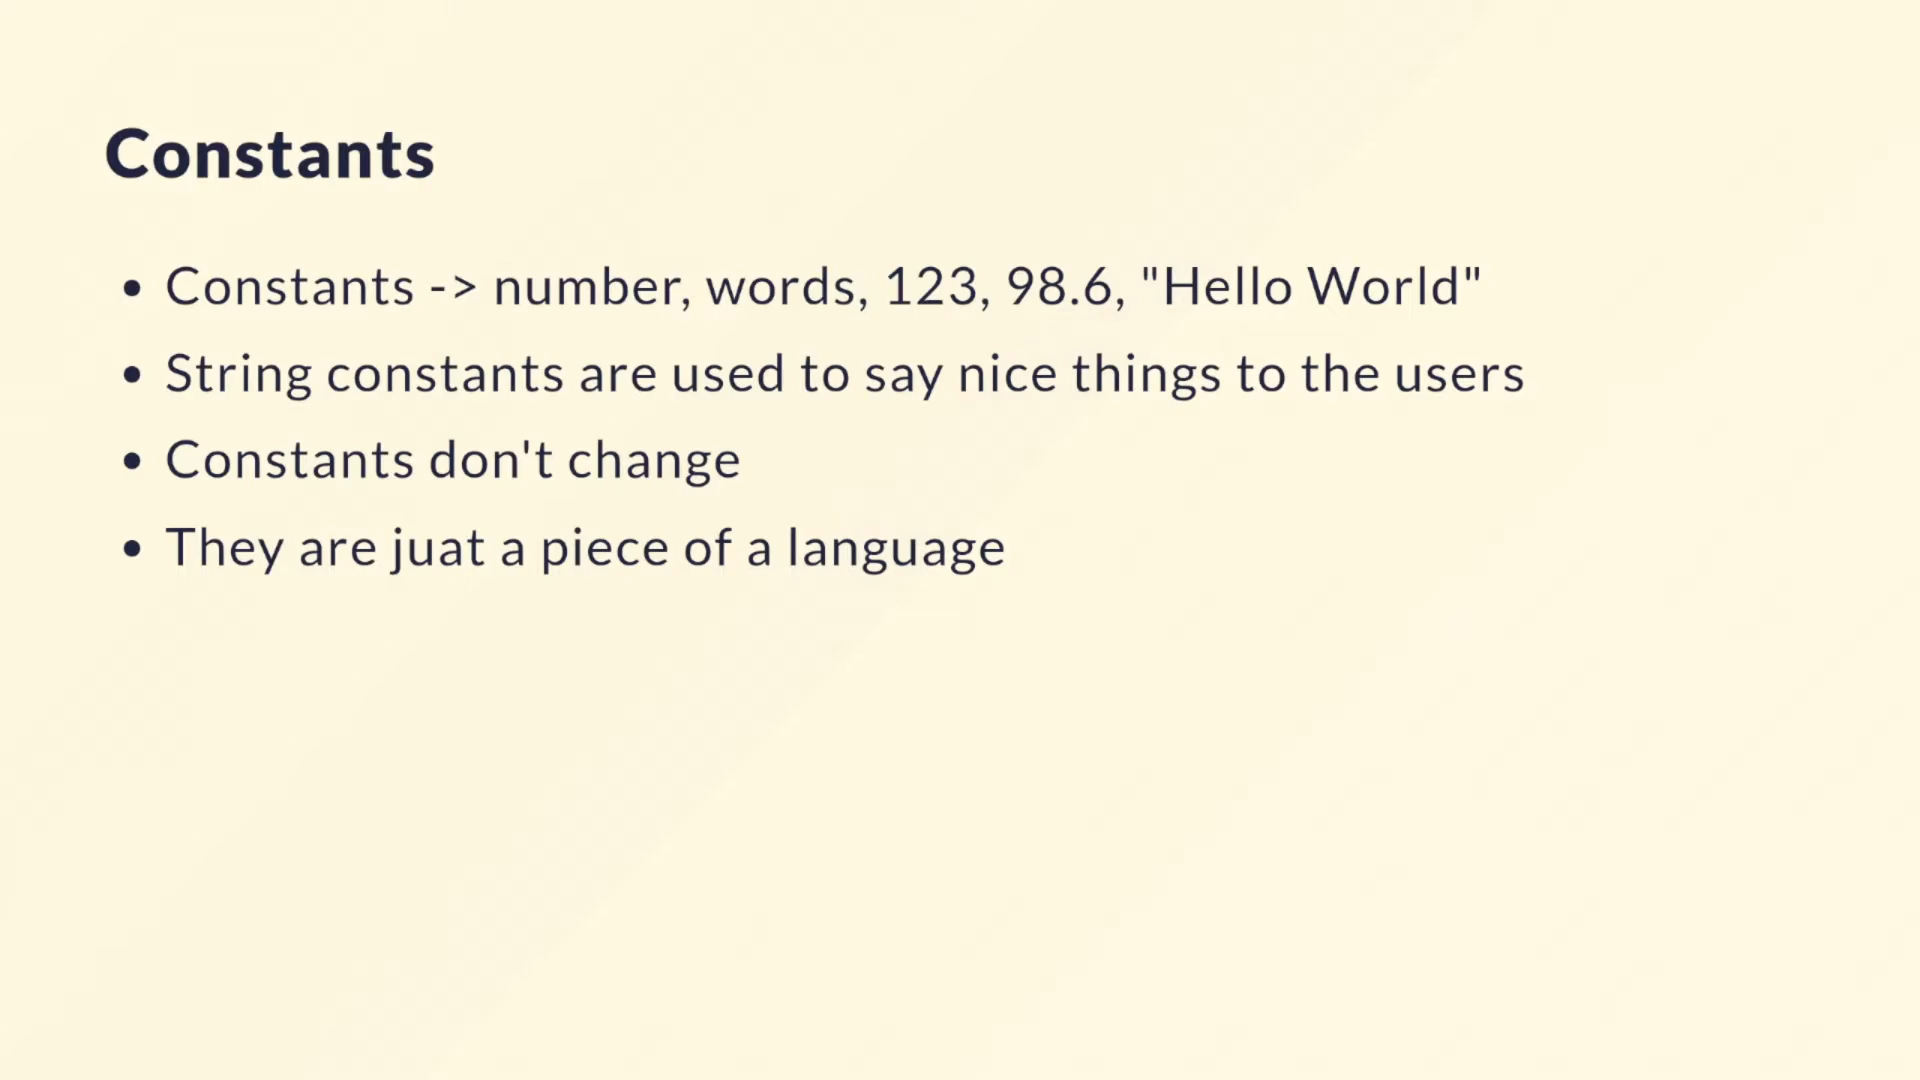 Constants
• Constants -> number, words, 123, 98.6, "Hello World"
• String constants are used to say nice things to the users
• Constants don't change
• They are juat a piece of a language